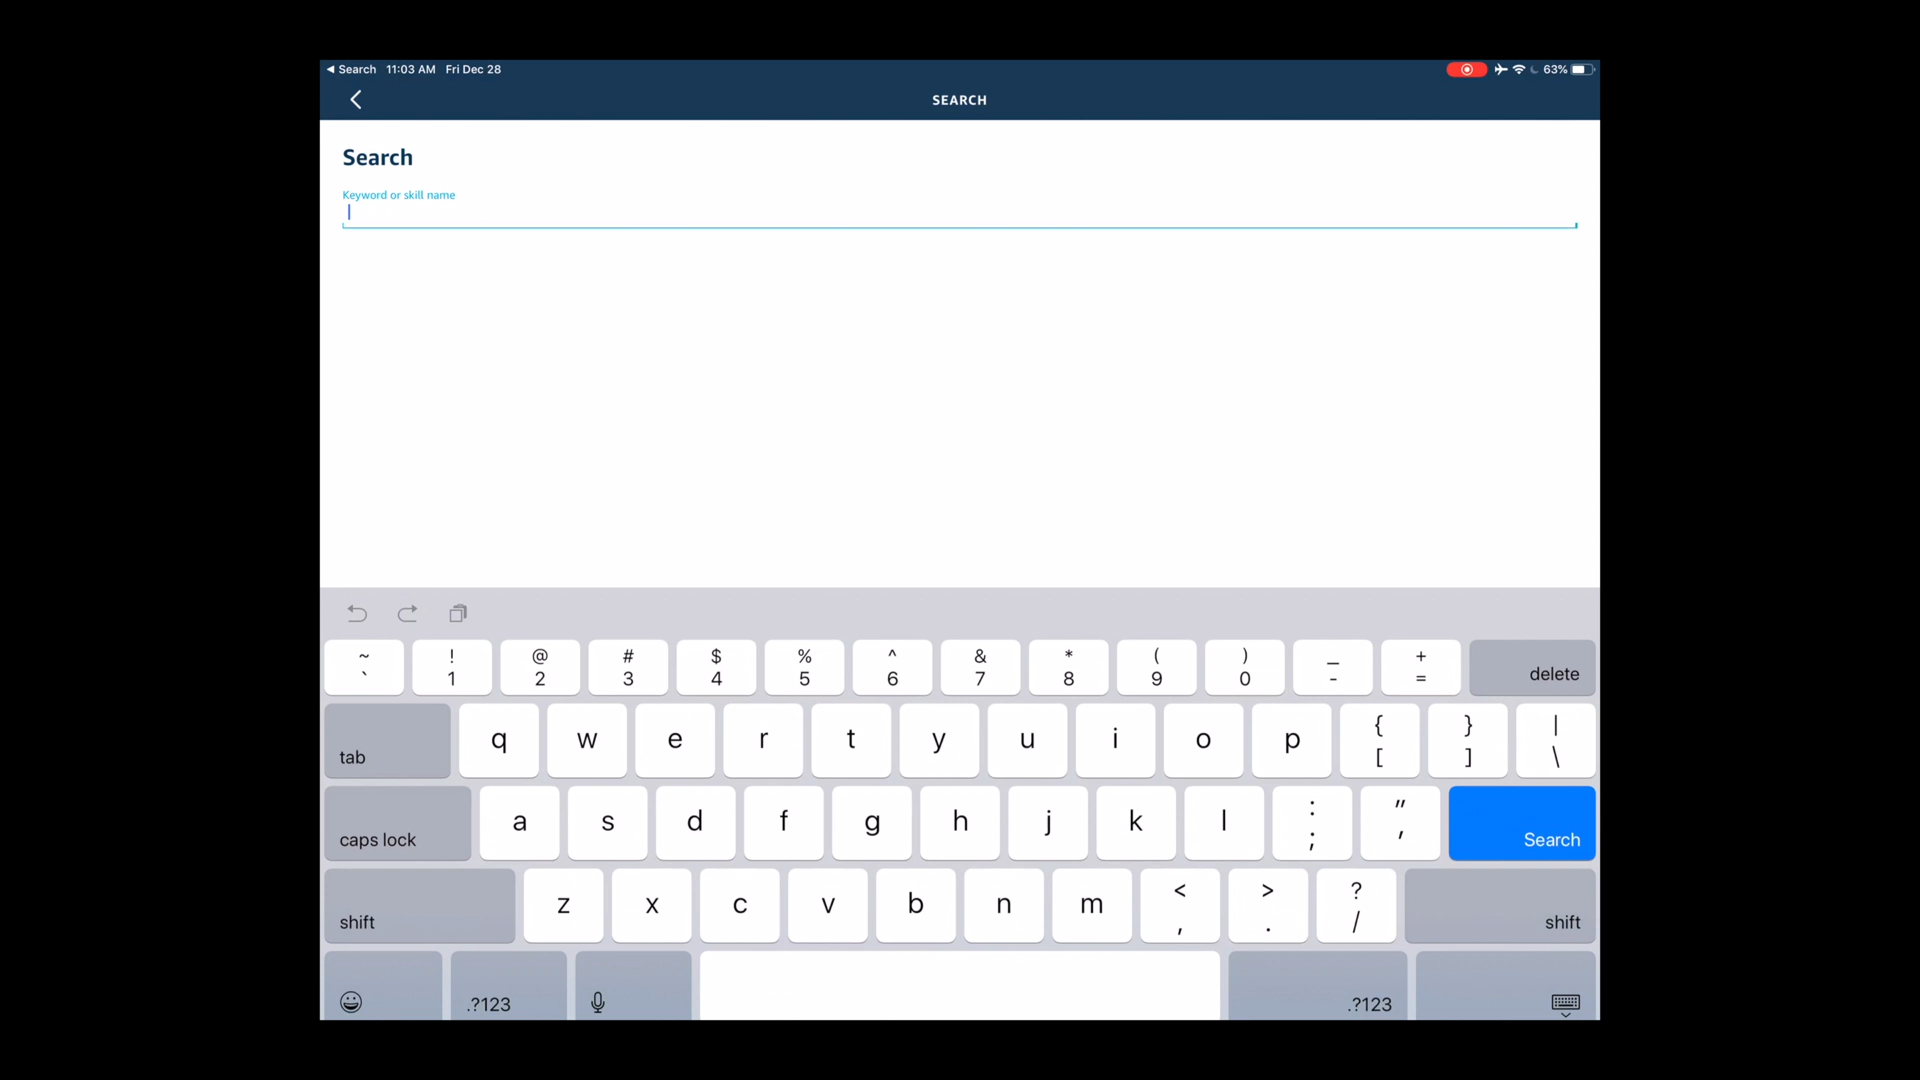 ◀ Search 11:03 AM Fri Dec 28 63%
SEARCH
Search
Keyword or skill name
~ ! @ # $ % ^ & * ( ) _ +
` 1 2 3 4 5 6 7 8 9 0 - = delete
tab q w e r t y u i o p { [ } ] | \
caps lock a s d f g h j k l : ; " ' Search
shift z x c v b n m < , > . ? / shift
.?123 .?123